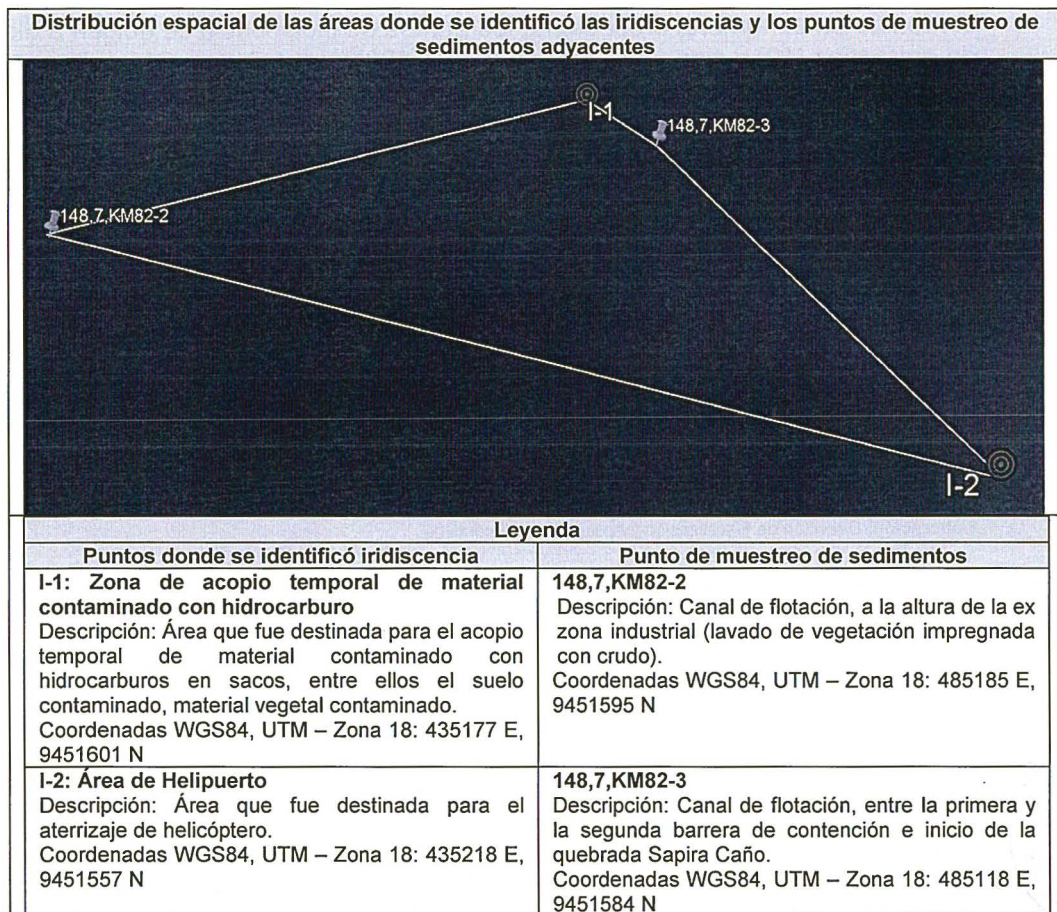 Distribución espacial de las áreas donde se identificó las iridiscencias y los puntos de muestreo de
sedimentos adyacentes
I-1
148,7,KM82-3
148,7,KM82-2
I-2
Leyenda
Puntos donde se identificó iridiscencia
I-1: Zona de acopio temporal de material
contaminado con hidrocarburo
Descripción: Área que fue destinada para el acopio
temporal de material contaminado con
hidrocarburos en sacos, entre ellos el suelo
contaminado, material vegetal contaminado.
Coordenadas WGS84, UTM – Zona 18: 435177 E,
9451601 N
Punto de muestreo de sedimentos
148,7,KM82-2
Descripción: Canal de flotación, a la altura de la ex
zona industrial (lavado de vegetación impregnada
con crudo).
Coordenadas WGS84, UTM – Zona 18: 485185 E,
9451595 N
I-2: Área de Helipuerto
Descripción: Área que fue destinada para el
aterrizaje de helicóptero.
Coordenadas WGS84, UTM – Zona 18: 435218 E,
9451557 N
148,7,KM82-3
Descripción: Canal de flotación, entre la primera y
la segunda barrera de contención e inicio de la
quebrada Sapira Caño.
Coordenadas WGS84, UTM – Zona 18: 485118 E,
9451584 N